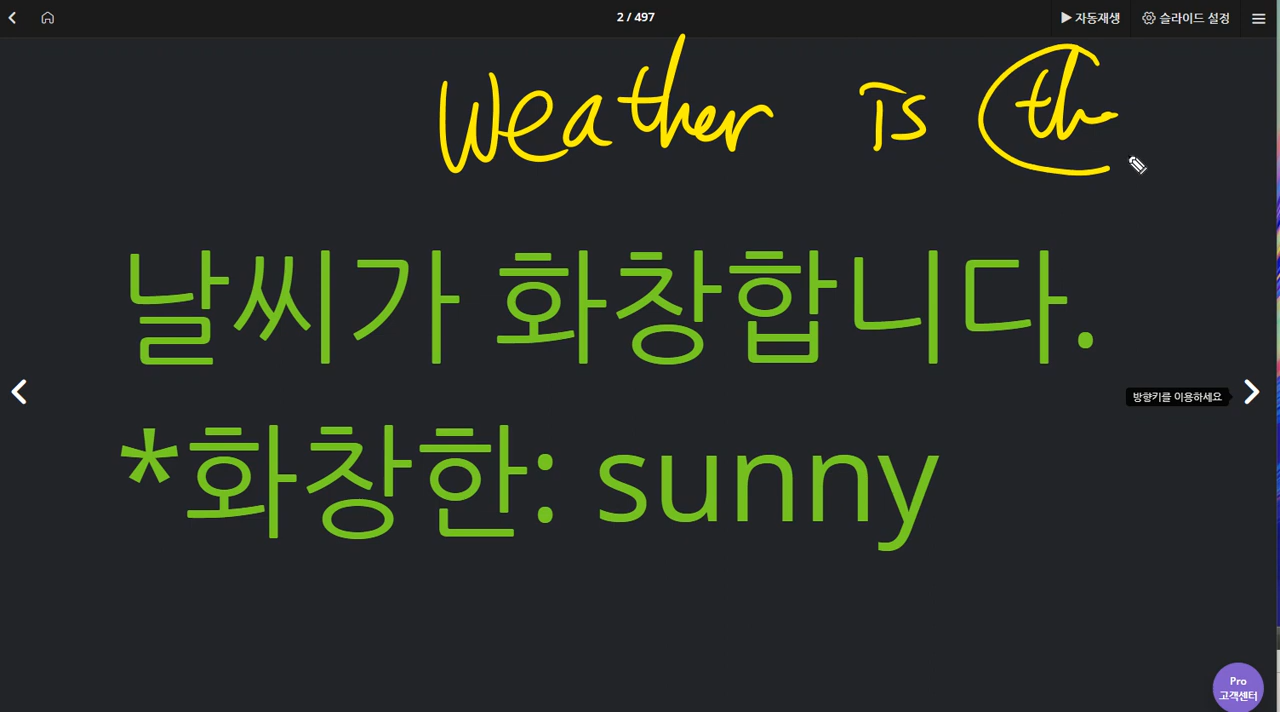 2 / 497
자동재생
슬라이드 설정
weather is th
날씨가 화창합니다.
방향키를 이용하세요
*화창한: sunny
Pro
고객센터